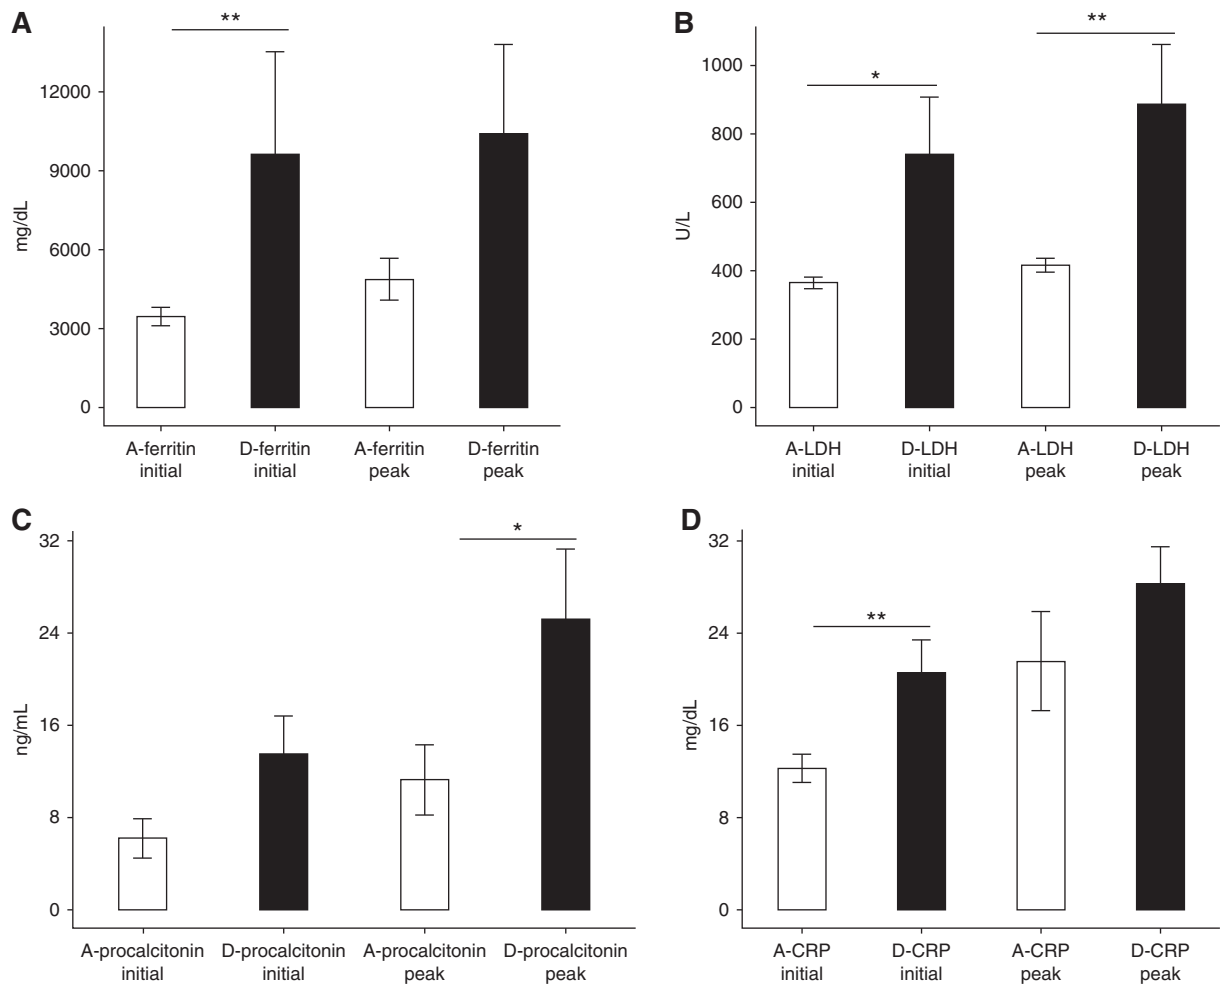 A
**
12000
9000
6000
3000
0
mg/dL
A-ferritin
initial
D-ferritin
initial
A-ferritin
peak
D-ferritin
peak
B
**
*
1000
800
600
400
200
0
U/L
A-LDH
initial
D-LDH
initial
A-LDH
peak
D-LDH
peak
C
*
32
24
16
8
0
ng/mL
A-procalcitonin
initial
D-procalcitonin
initial
A-procalcitonin
peak
D-procalcitonin
peak
D
**
32
24
16
8
0
mg/dL
A-CRP
initial
D-CRP
initial
A-CRP
peak
D-CRP
peak